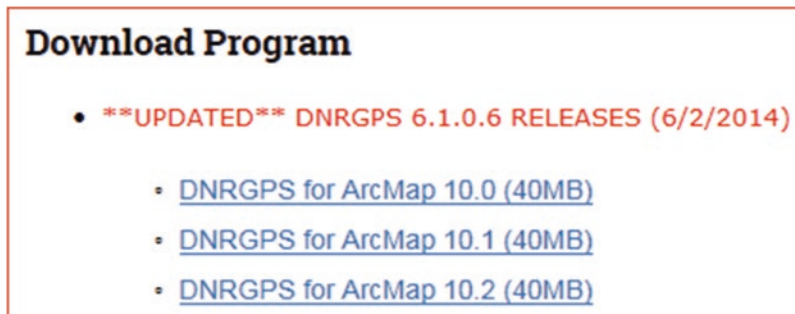 Download Program
**UPDATED** DNRGPS 6.1.0.6 RELEASES (6/2/2014)
DNRGPS for ArcMap 10.0 (40MB)
DNRGPS for ArcMap 10.1 (40MB)
DNRGPS for ArcMap 10.2 (40MB)